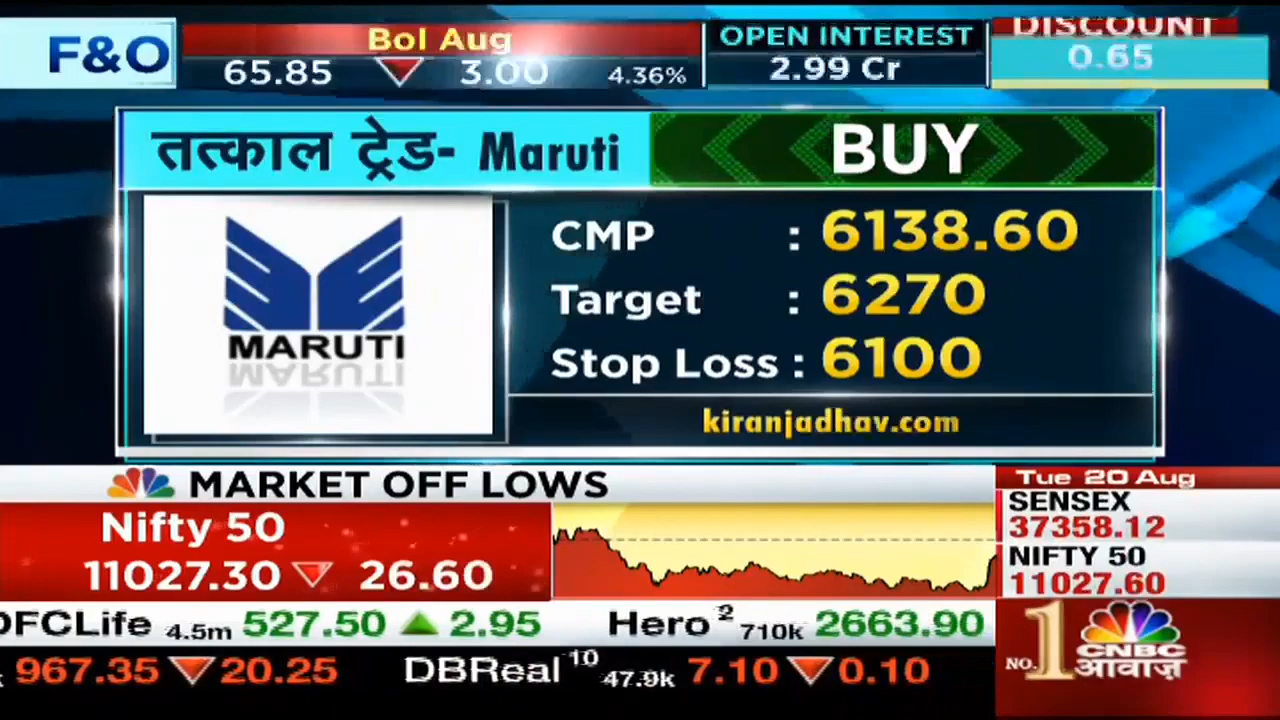 F&O
Bol Aug
65.85 3.00 4.36%
OPEN INTEREST
2.99 Cr
DISCOUNT
0.65
तत्काल ट्रेड- Maruti
BUY
MARUTI
CMP : 6138.60
Target : 6270
Stop Loss : 6100
kiranjadhav.com
MARKET OFF LOWS
Nifty 50
11027.30 26.60
Tue 20 Aug
SENSEX
37358.12
NIFTY 50
11027.60
DFCLife 4.5m 527.50 2.95 Hero 2 710k 2663.90
967.35 20.25 DBReal 10 47.9k 7.10 0.10
NO. 1 CNBC
आवाज़